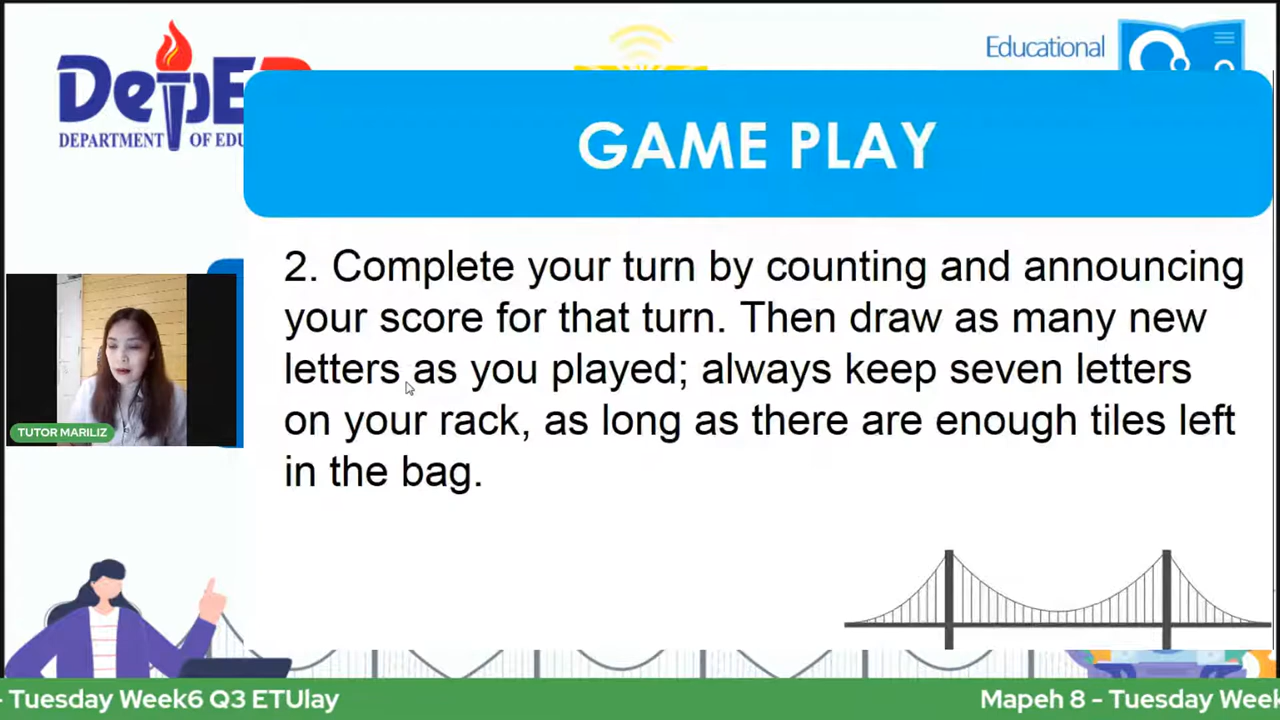 DepED
DEPARTMENT OF EDU
Educational
GAME PLAY
2. Complete your turn by counting and announcing
your score for that turn. Then draw as many new
letters as you played; always keep seven letters
on your rack, as long as there are enough tiles left
in the bag.
TUTOR MARILIZ
- Tuesday Week6 Q3 ETUlay
Mapeh 8 - Tuesday Week